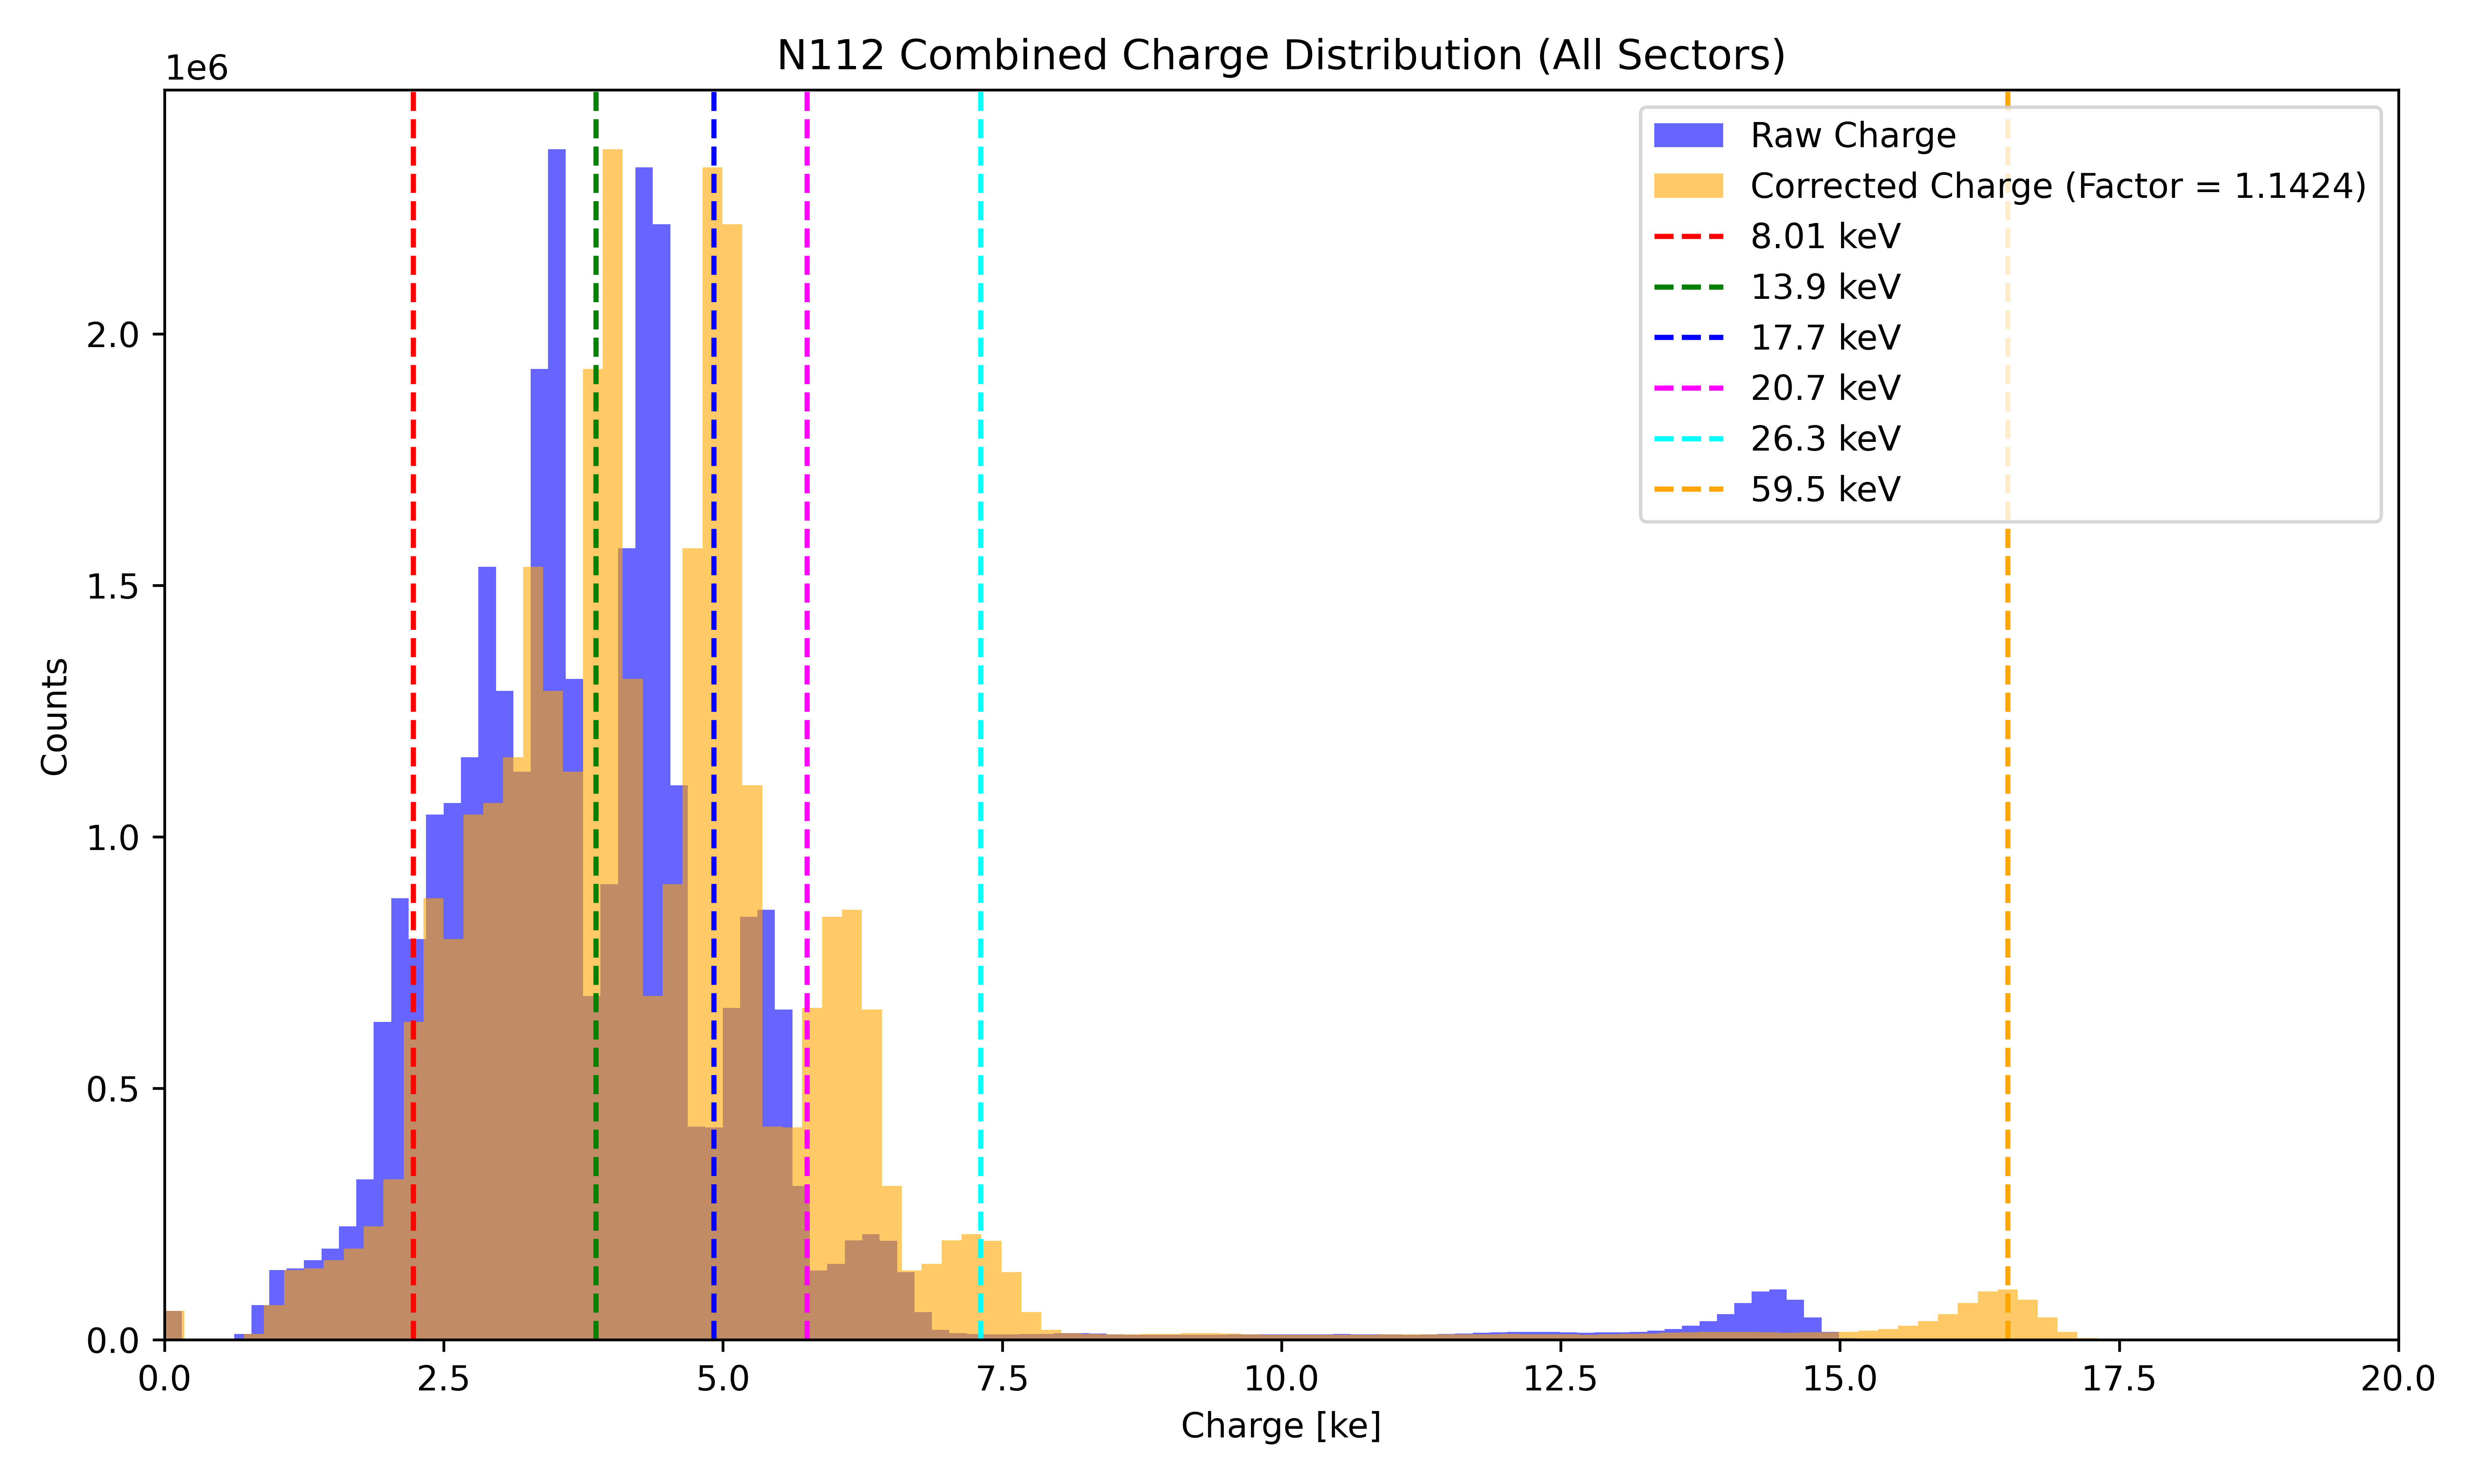 N112 Combined Charge Distribution (All Sectors)
1e6
Raw Charge
Corrected Charge (Factor = 1.1424)
8.01 keV
13.9 keV
17.7 keV
20.7 keV
26.3 keV
59.5 keV
2.0
1.5
1.0
0.5
0.0
Counts
0.0 2.5 5.0 7.5 10.0 12.5 15.0 17.5 20.0
Charge [ke]